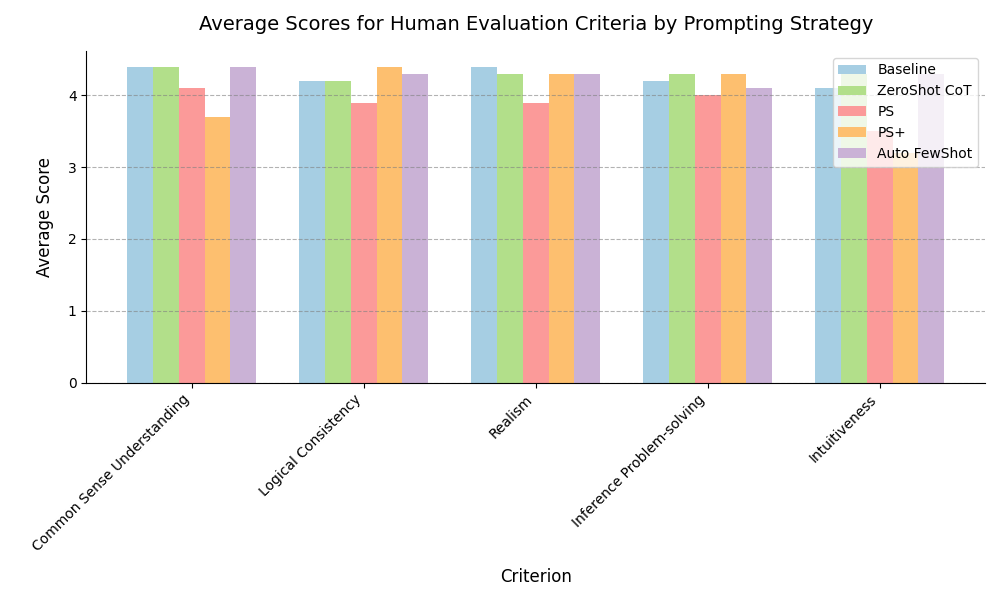 Average Scores for Human Evaluation Criteria by Prompting Strategy
Baseline
ZeroShot CoT
PS
PS+
Auto FewShot
Average Score
4
3
2
1
0
Common Sense Understanding
Logical Consistency
Realism
Inference Problem-solving
Intuitiveness
Criterion